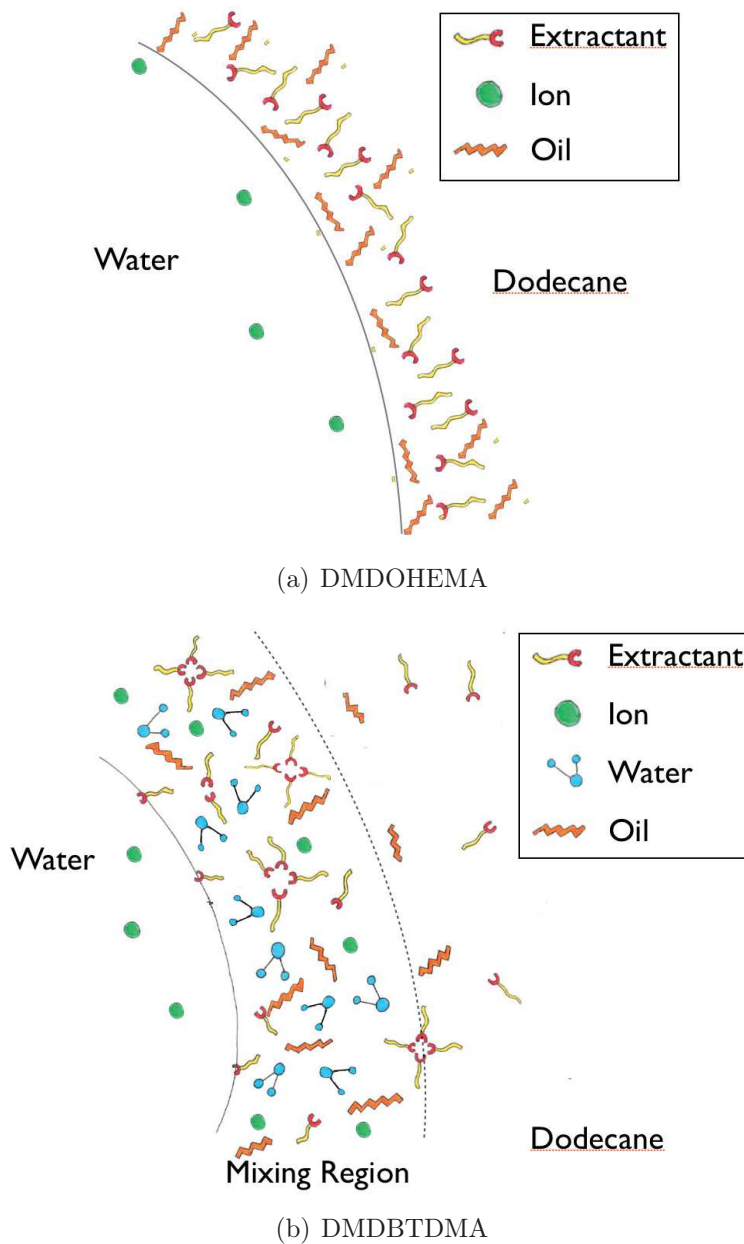 Extractant
Ion
Oil
Water
Dodecane
(a) DMDOHEMA
Extractant
Ion
Water
Oil
Water
Dodecane
Mixing Region
(b) DMDBTDMA